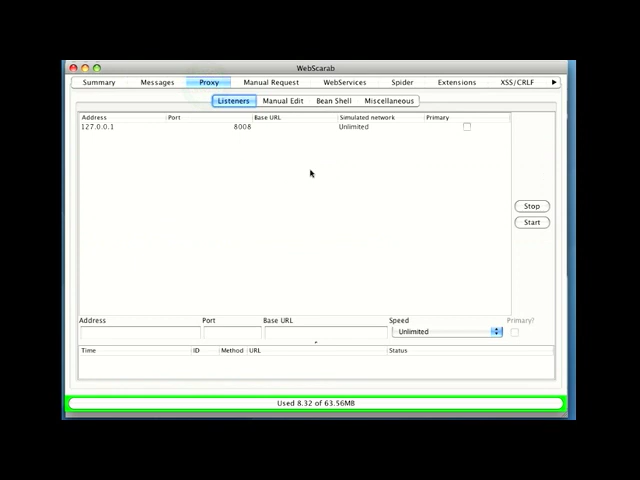 WebScarab
Summary Messages Proxy Manual Request WebServices Spider Extensions XSS/CRLF
Listeners Manual Edit Bean Shell Miscellaneous
Address Port Base URL Simulated network Primary
127.0.0.1 8008 Unlimited
Stop
Start
Address Port Base URL Speed Primary?
Unlimited
Time ID Method URL Status
Used 8.32 of 63.56MB